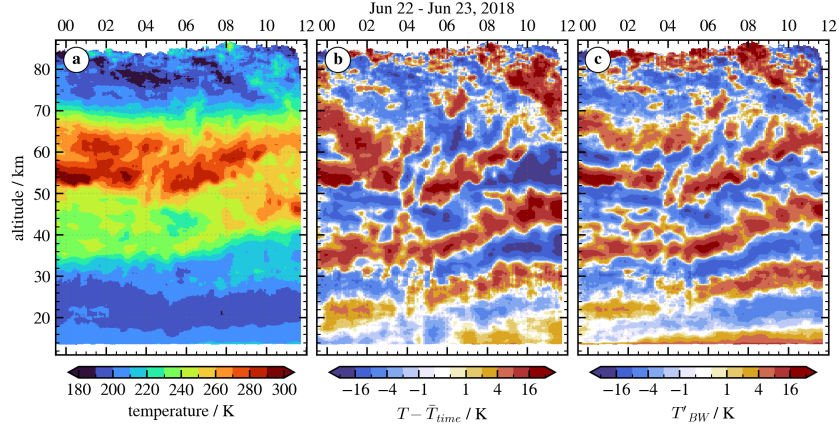 Jun 22 - Jun 23, 2018
00 02 04 06 08 10 12 00 02 04 06 08 10 12 00 02 04 06 08 10 12
a b c
80
70
60
50
40
30
20
altitude / km
180 200 220 240 260 280 300
−16 −4 −1 1 4 16
−16 −4 −1 1 4 16
temperature / K
T − T̄time / K
T′BW / K